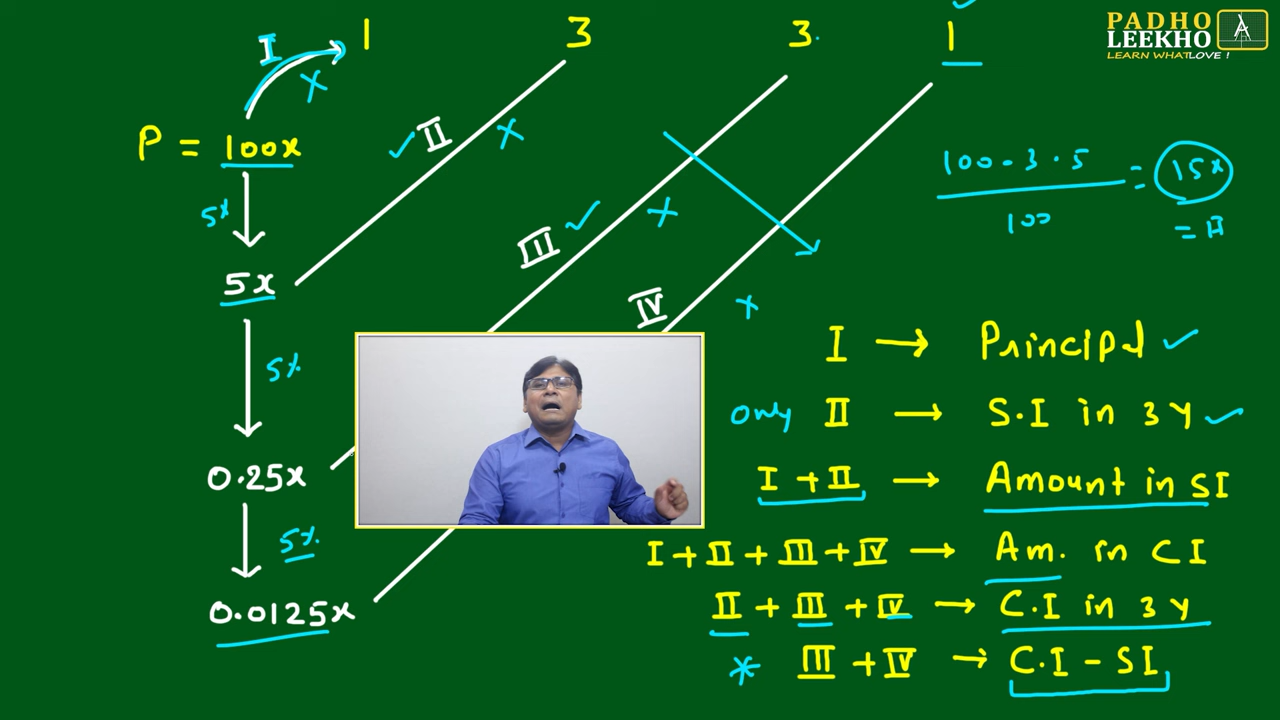 1 3 3. 1
PADHO
LEEKHO
LEARN WHAT LOVE !
I
×
P = 100x
✓ II ×
5%
100 - 3 . 5
100
= 15x
= A
III ✓ ×
5x
IV ×
5%
I → Principal ✓
only II → S.I in 3 Y ✓
0.25x
I + II → Amount in SI
5%
I + II + III + IV → Am. in C I
0.0125x
II + III + IV → C.I in 3 Y
* III + IV → C.I - SI